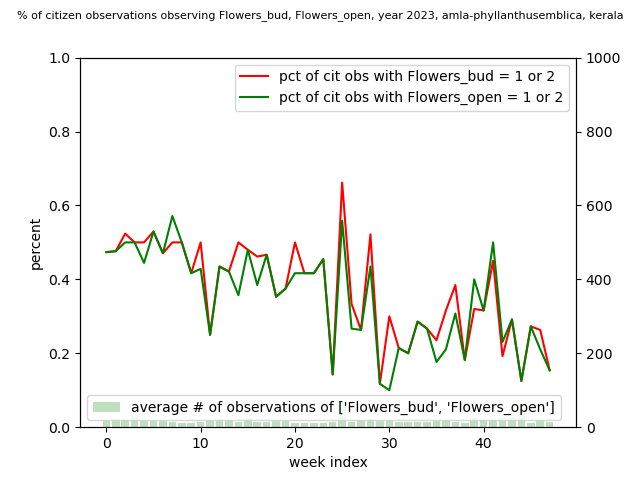 % of citizen observations observing Flowers_bud, Flowers_open, year 2023, amla-phyllanthusemblica, kerala
pct of cit obs with Flowers_bud = 1 or 2
pct of cit obs with Flowers_open = 1 or 2
1.0
0.8
0.6
0.4
0.2
0.0
percent
1000
800
600
400
200
0
average # of observations of ['Flowers_bud', 'Flowers_open']
0 10 20 30 40
week index